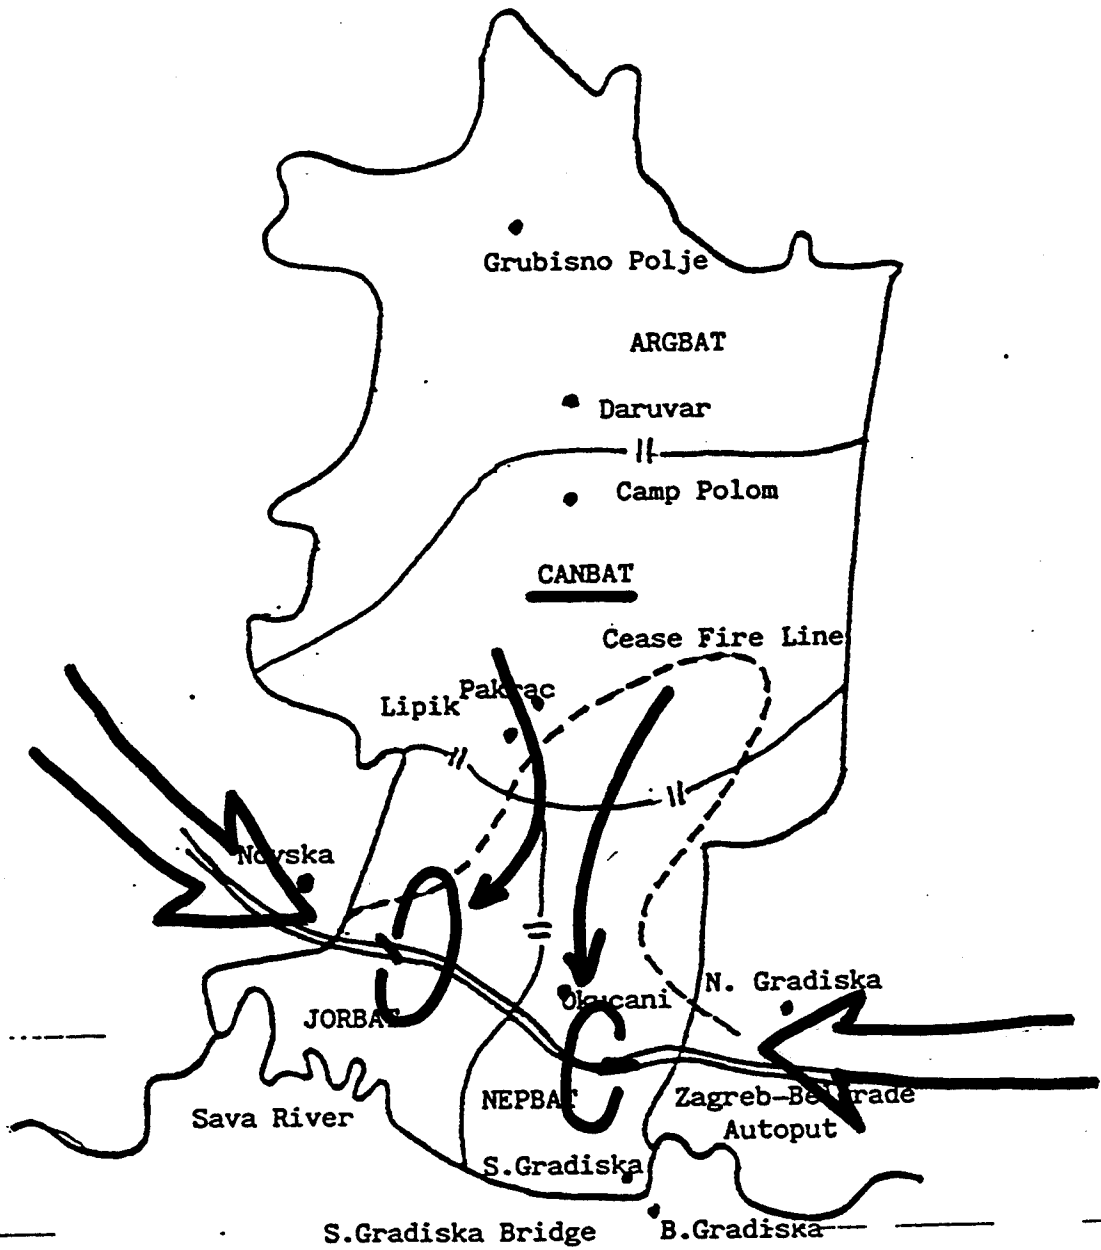 Grubisno Polje
ARGBAT
Daruvar
Camp Polom
CANBAT
Cease Fire Line
Pakrac
Lipik
Novska
N. Gradiska
Okucani
JORBAT
NEPBAT
Zagreb-Belgrade
Autoput
Sava River
S.Gradiska
S.Gradiska Bridge
B.Gradiska